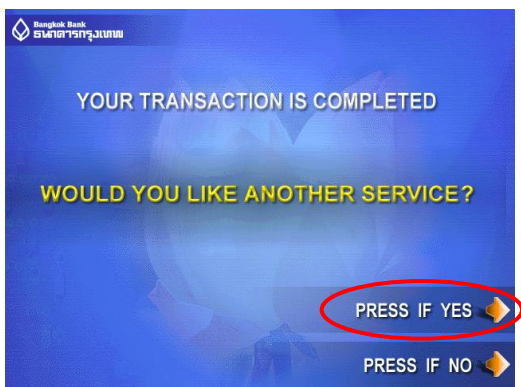 Bangkok Bank
ธนาคารกรุงเทพ
YOUR TRANSACTION IS COMPLETED
WOULD YOU LIKE ANOTHER SERVICE?
PRESS IF YES
PRESS IF NO